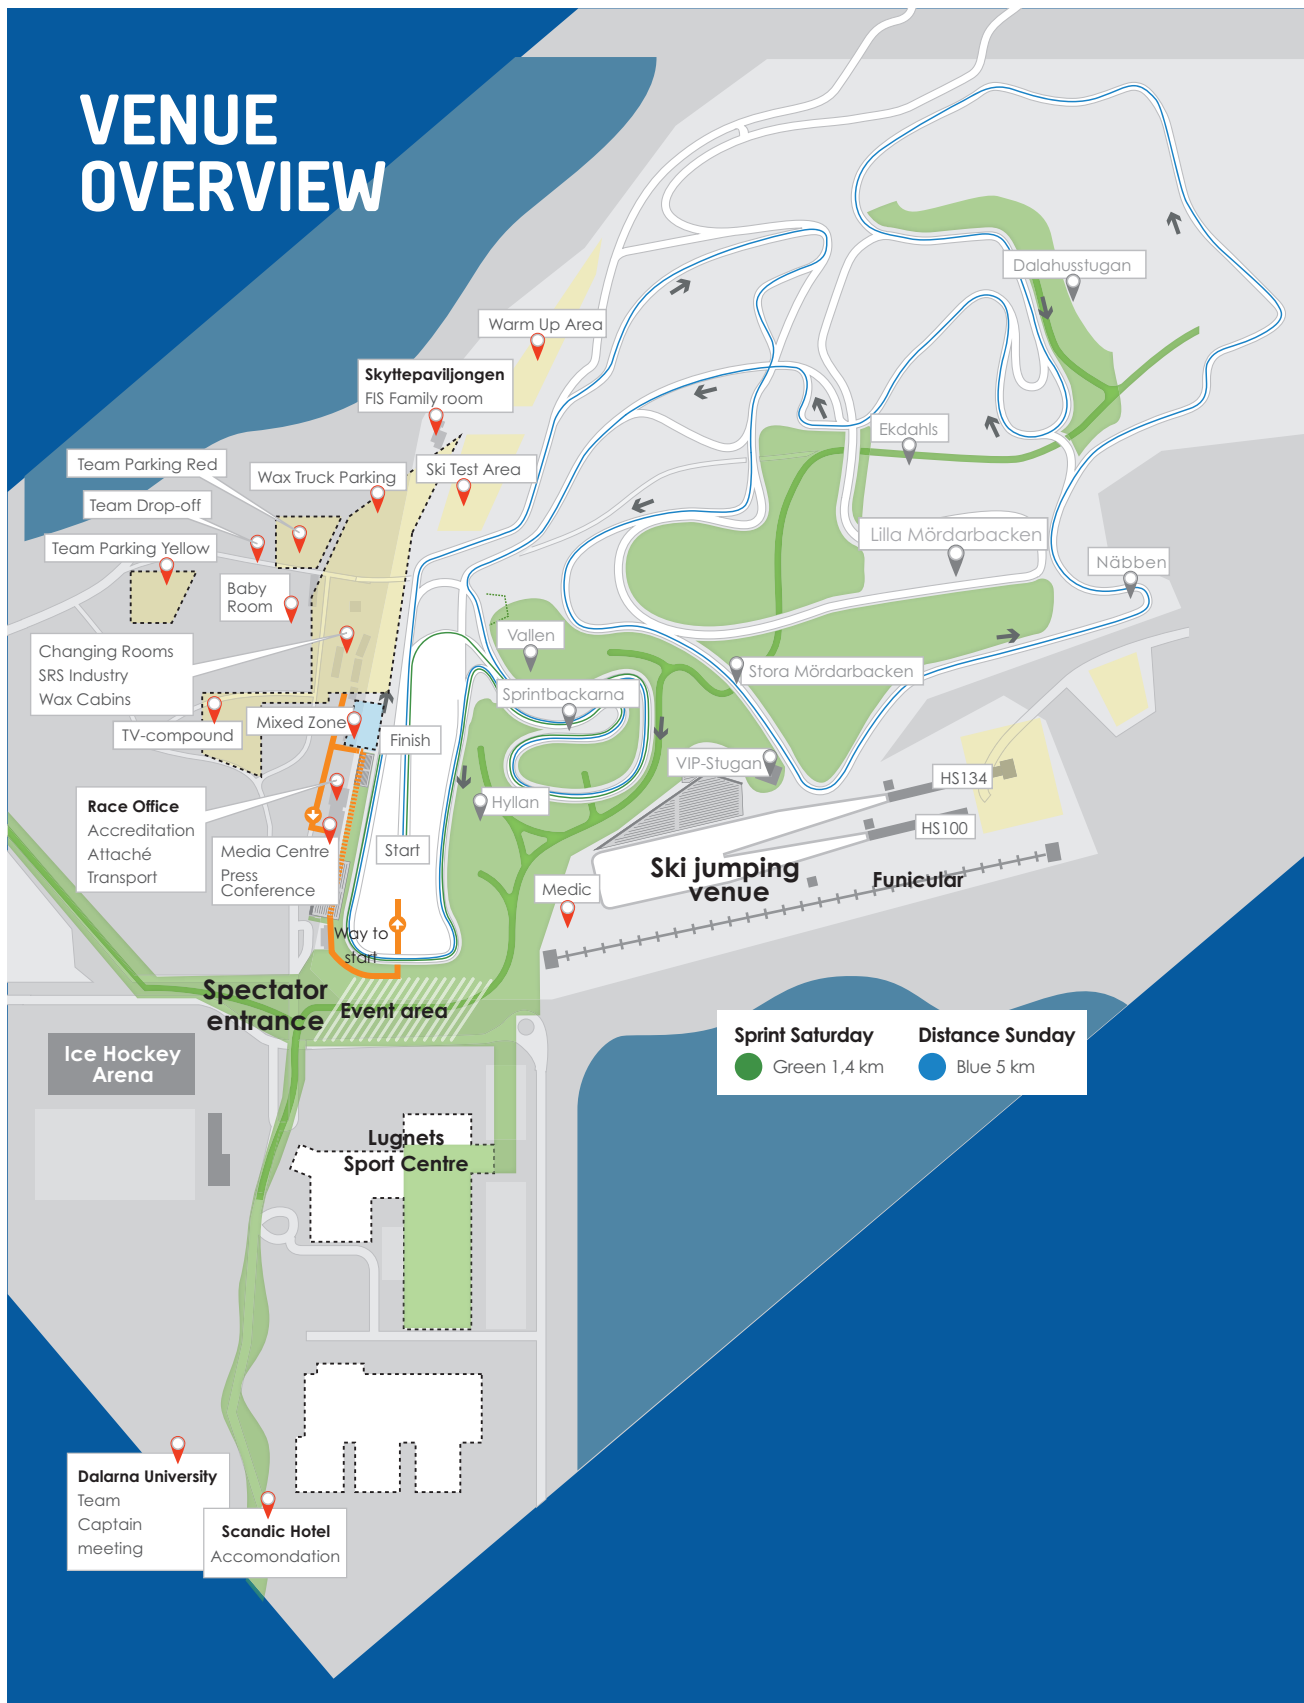 VENUE
OVERVIEW
Dalahusstugan
Warm Up Area
Skyttepaviljongen
FIS Family room
Ekdahls
Team Parking Red
Wax Truck Parking
Ski Test Area
Team Drop-off
Lilla Mördarbacken
Team Parking Yellow
Näbben
Baby
Room
Vallen
Changing Rooms
SRS Industry
Wax Cabins
Stora Mördarbacken
Sprintbackarna
Mixed Zone
TV-compound
Finish
VIP-Stugan
HS134
Hyllan
Race Office
Accreditation
Attaché
Transport
HS100
Media Centre
Press
Conference
Start
Ski jumping
venue
Funicular
Medic
Way to
start
Spectator
entrance
Event area
Sprint Saturday
Green 1,4 km
Distance Sunday
Blue 5 km
Ice Hockey
Arena
Lugnets
Sport Centre
Dalarna University
Team
Captain
meeting
Scandic Hotel
Accomondation